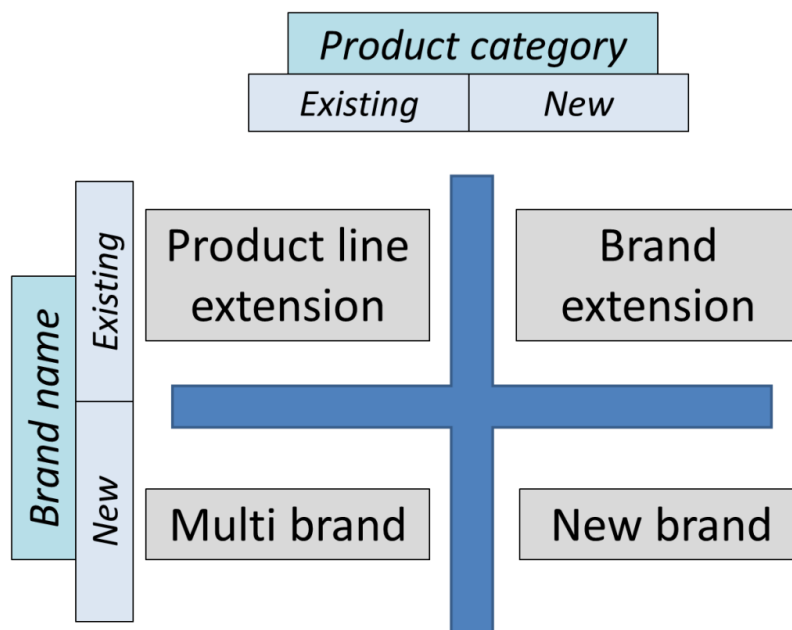 Product category
Existing
New
Brand name
Existing
New
Product line
extension
Brand
extension
Multi brand
New brand